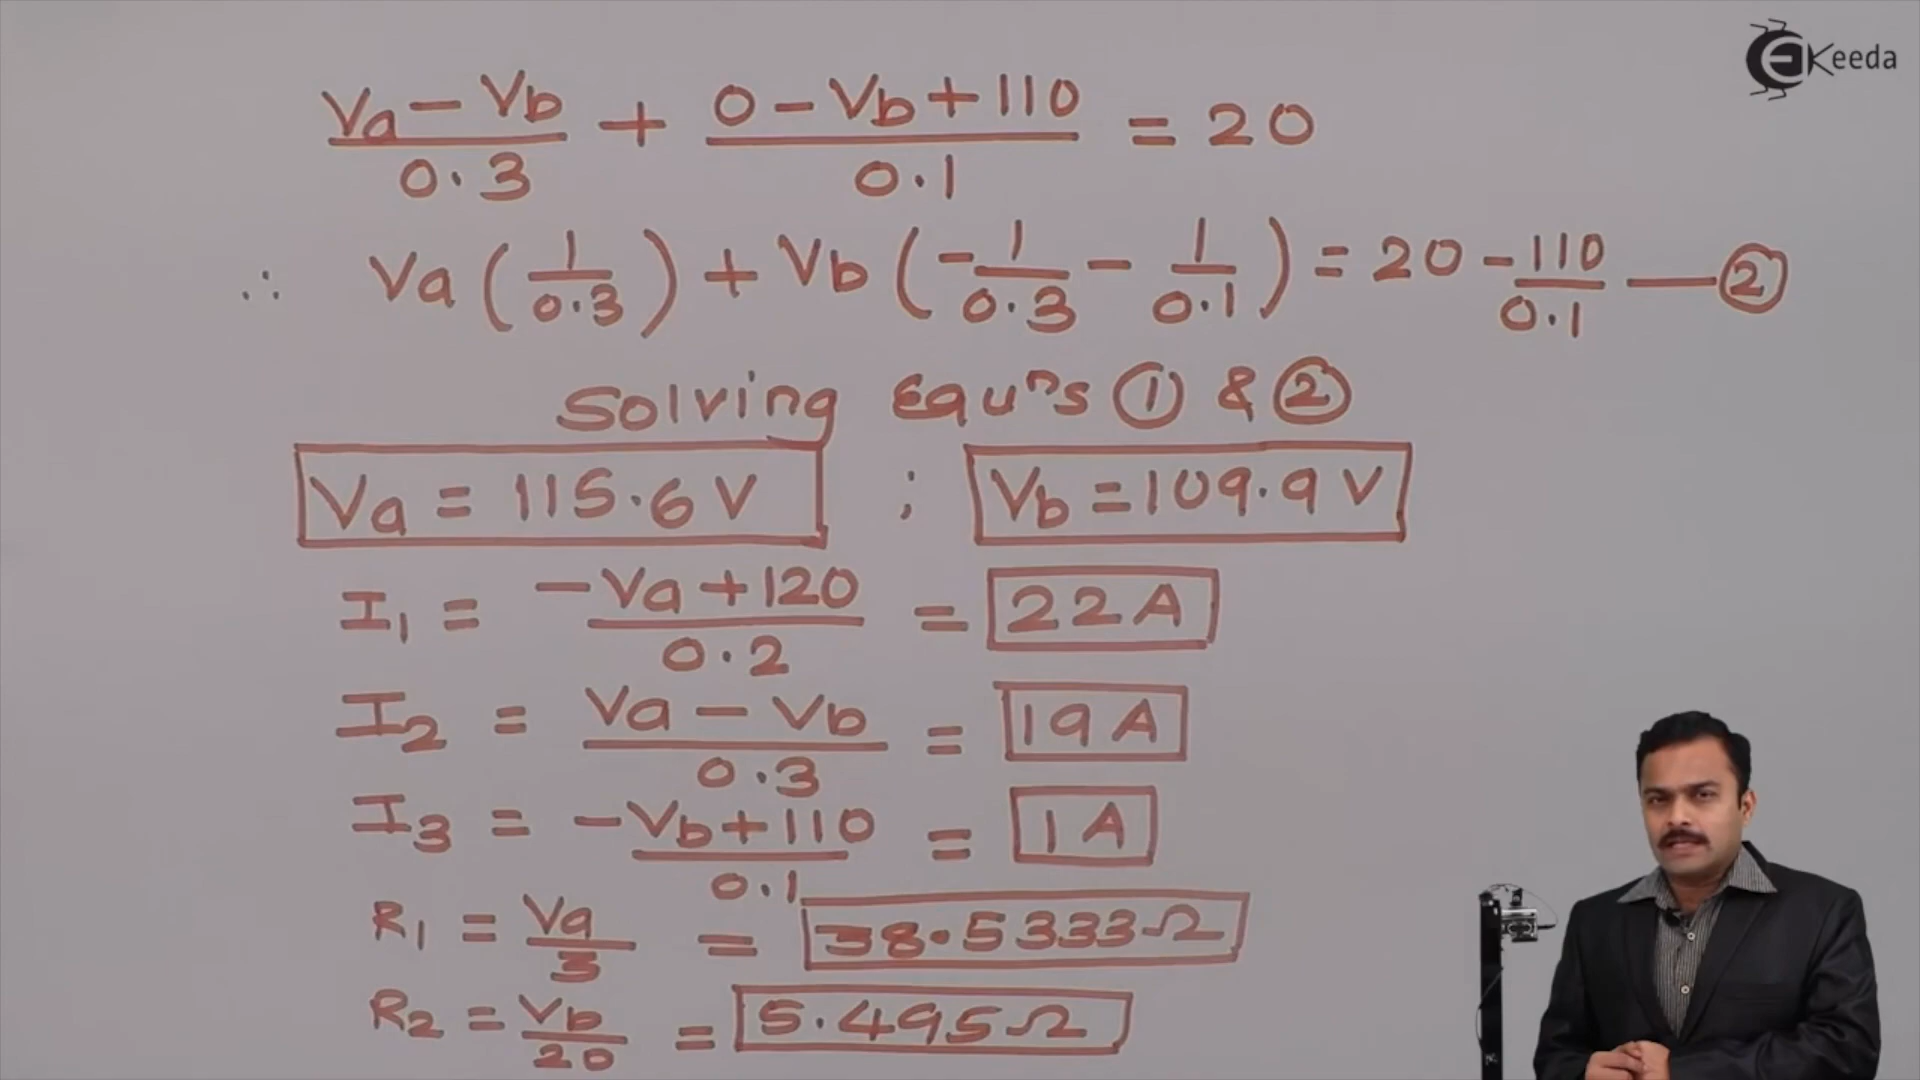 Keeda
Va - Vb / 0.3 + 0 - Vb + 110 / 0.1 = 20
∴ Va ( 1 / 0.3 ) + Vb ( - 1 / 0.3 - 1 / 0.1 ) = 20 - 110 / 0.1 — ②
Solving Equⁿs ① & ②
Va = 115.6 V ; Vb = 109.9 V
I₁ = - Va + 120 / 0.2 = 22 A
I₂ = Va - Vb / 0.3 = 19 A
I₃ = - Vb + 110 / 0.1 = 1 A
R₁ = Va / 3 = 38.5333 Ω
R₂ = Vb / 20 = 5.495 Ω